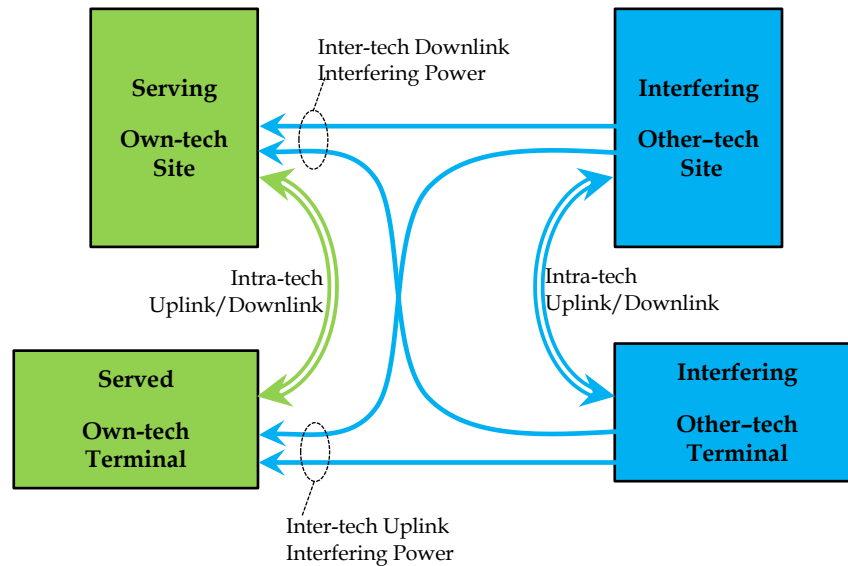 Inter-tech Downlink
Interfering Power
Serving
Own-tech
Site
Interfering
Other–tech
Site
Intra-tech
Uplink/Downlink
Intra-tech
Uplink/Downlink
Served
Own-tech
Terminal
Interfering
Other–tech
Terminal
Inter-tech Uplink
Interfering Power